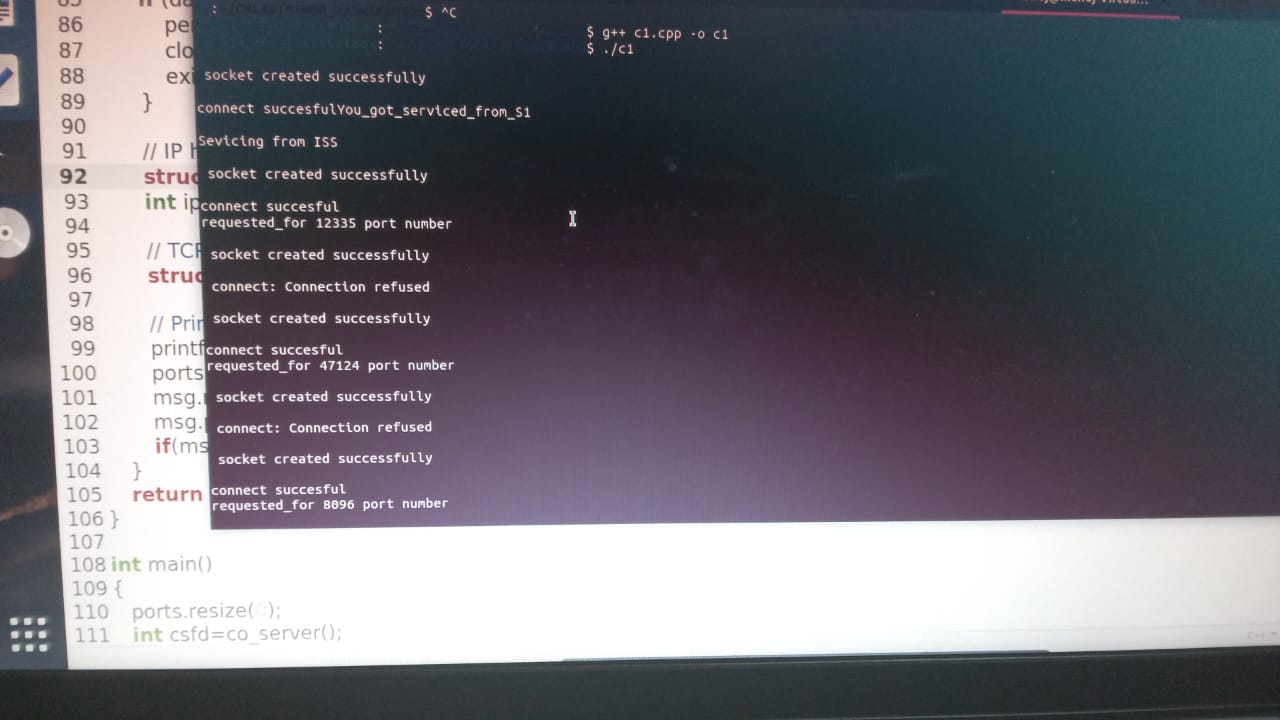 $ ^C
: $ g++ c1.cpp -o c1
: $ ./c1
socket created successfully
connect succesfulYou_got_serviced_from_S1
Sevicing from ISS
socket created successfully
connect succesful
requested_for 12335 port number
socket created successfully
connect: Connection refused
socket created successfully
connect succesful
requested_for 47124 port number
socket created successfully
connect: Connection refused
socket created successfully
connect succesful
requested_for 8096 port number
86 pe
87 clo
88 exi
89 }
90
91 // IP h
92 struc
93 int ip
94
95 // TCP
96 struc
97
98 // Prin
99 printf
100 ports
101 msg.
102 msg.
103 if(ms
104 }
105 return
106 }
107
108 int main()
109 {
110 ports.resize( );
111 int csfd=co_server();